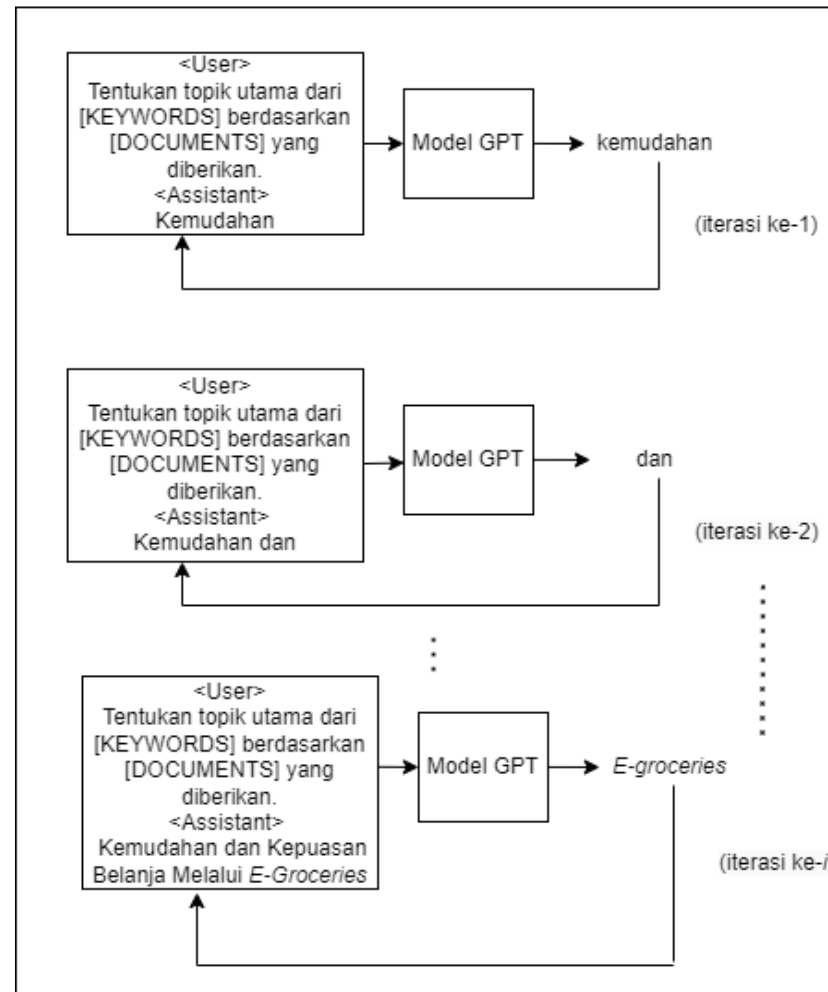 <User>
Tentukan topik utama dari
[KEYWORDS] berdasarkan
[DOCUMENTS] yang
diberikan.
<Assistant>
Kemudahan
Model GPT
kemudahan
(iterasi ke-1)
<User>
Tentukan topik utama dari
[KEYWORDS] berdasarkan
[DOCUMENTS] yang
diberikan.
<Assistant>
Kemudahan dan
Model GPT
dan
(iterasi ke-2)
<User>
Tentukan topik utama dari
[KEYWORDS] berdasarkan
[DOCUMENTS] yang
diberikan.
<Assistant>
Kemudahan dan Kepuasan
Belanja Melalui E-Groceries
Model GPT
E-groceries
(iterasi ke-i